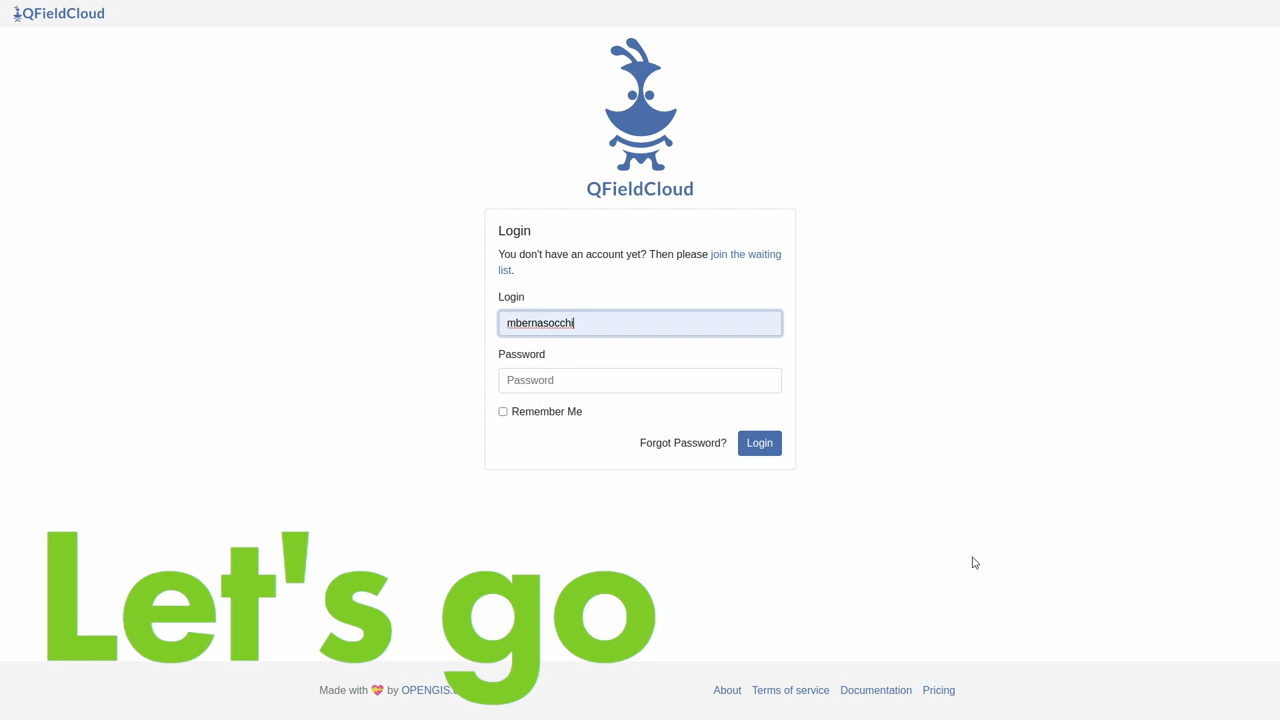 QFieldCloud
QFieldCloud
Login
You don't have an account yet? Then please join the waiting
list.
Login
mbernasocchi
Password
Password
Remember Me
Forgot Password? Login
Let's go
Made with 💝 by OPENGIS.
About Terms of service Documentation Pricing